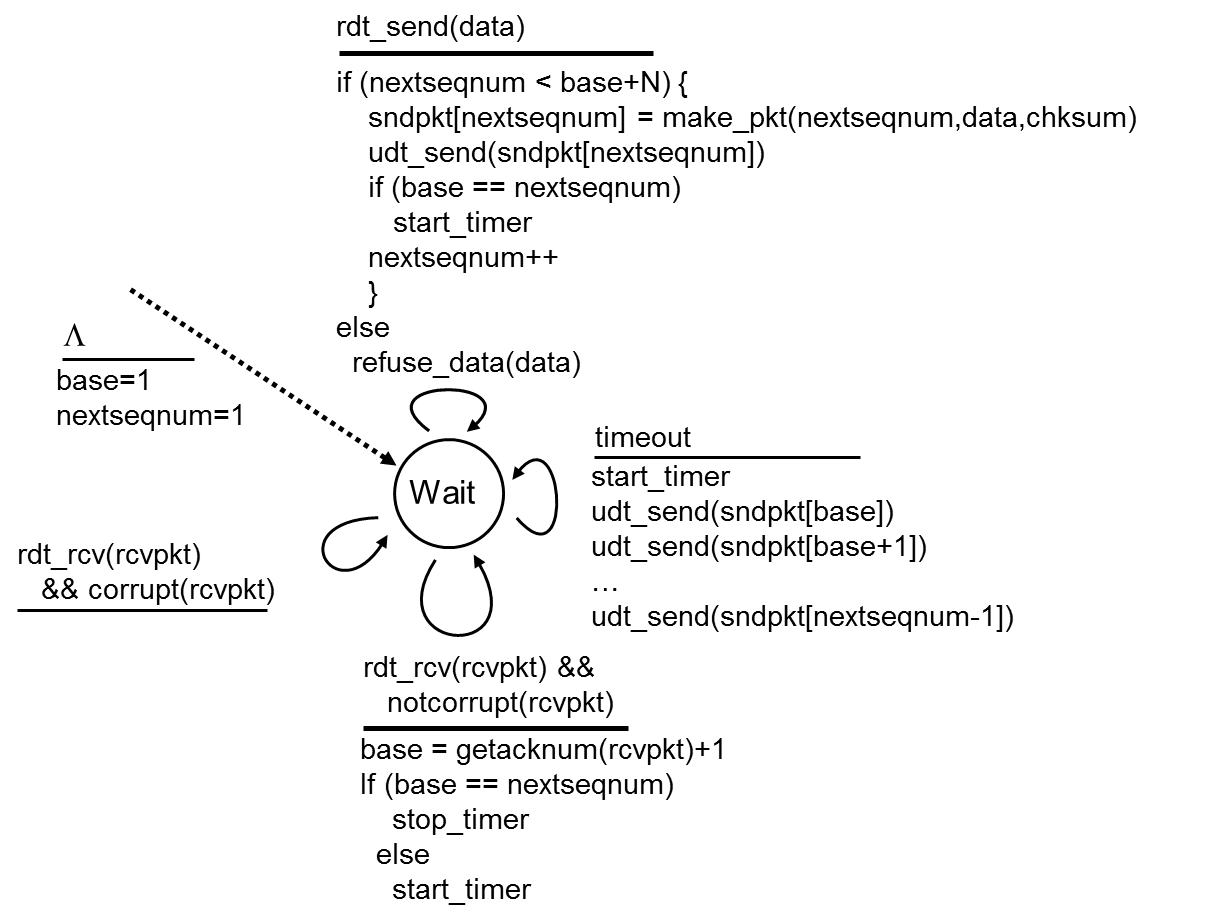 rdt_send(data)
if (nextseqnum < base+N) {
sndpkt[nextseqnum] = make_pkt(nextseqnum,data,chksum)
udt_send(sndpkt[nextseqnum])
if (base == nextseqnum)
start_timer
nextseqnum++
}
else
refuse_data(data)
Λ
base=1
nextseqnum=1
Wait
timeout
start_timer
udt_send(sndpkt[base])
udt_send(sndpkt[base+1])
…
udt_send(sndpkt[nextseqnum-1])
rdt_rcv(rcvpkt)
&& corrupt(rcvpkt)
rdt_rcv(rcvpkt) &&
notcorrupt(rcvpkt)
base = getacknum(rcvpkt)+1
If (base == nextseqnum)
stop_timer
else
start_timer